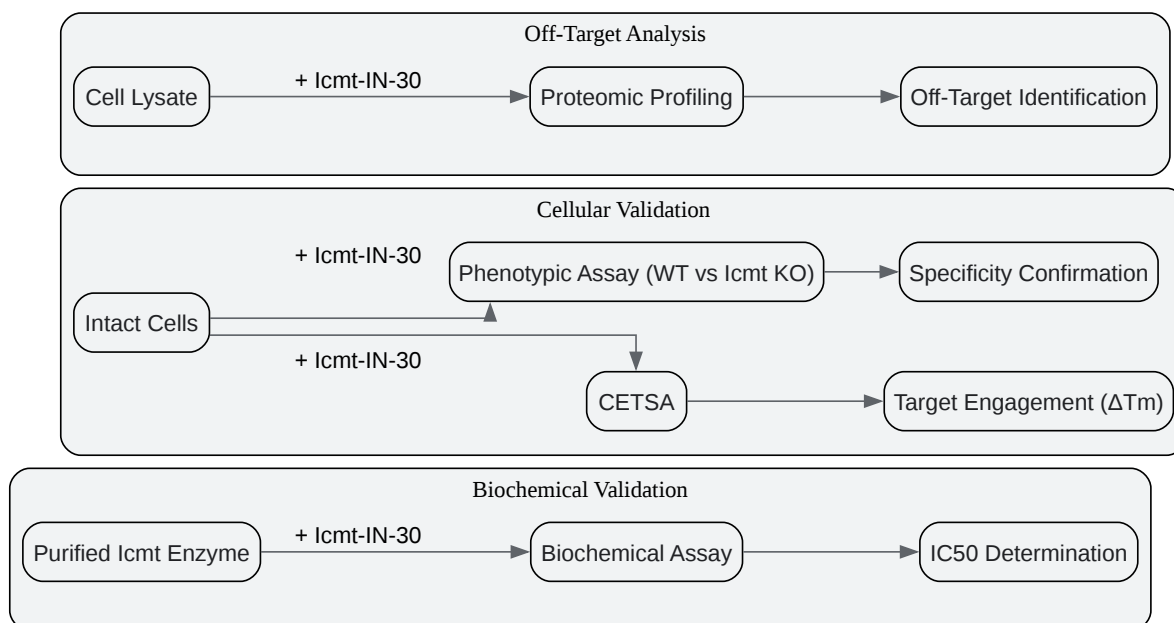 Off-Target Analysis
+ Icmt-IN-30
Cell Lysate
Proteomic Profiling
Off-Target Identification
Cellular Validation
+ Icmt-IN-30
Phenotypic Assay (WT vs Icmt KO)
Specificity Confirmation
Intact Cells
+ Icmt-IN-30
CETSA
Target Engagement (ΔTm)
Biochemical Validation
+ Icmt-IN-30
Purified Icmt Enzyme
Biochemical Assay
IC50 Determination